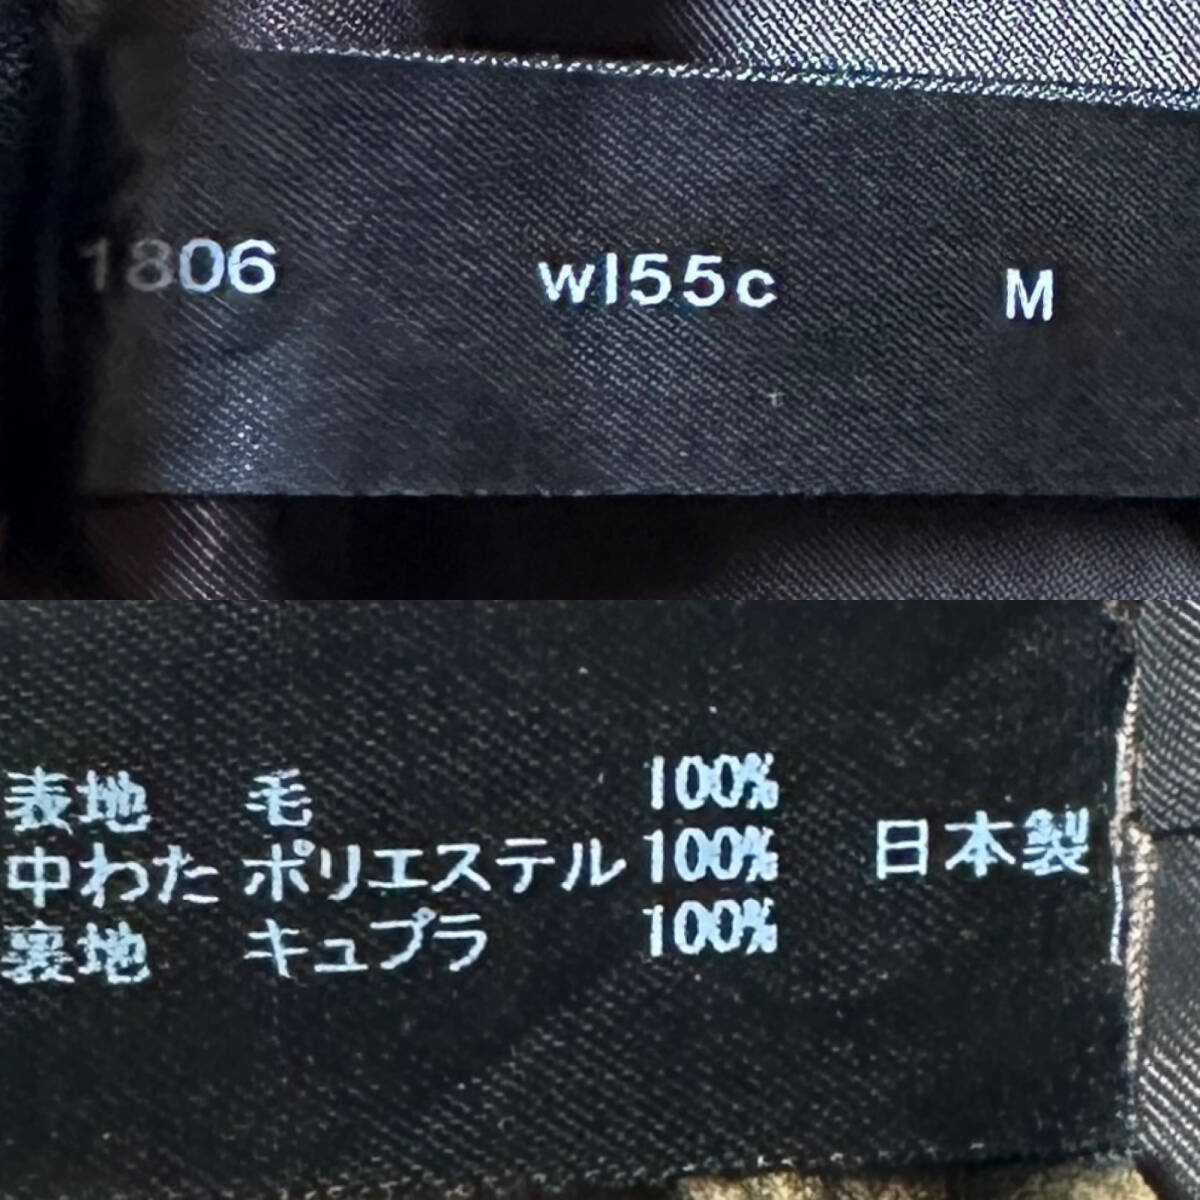 1806 wl55c M
表地 毛 100%
中わた ポリエステル 100% 日本製
裏地 キュプラ 100%